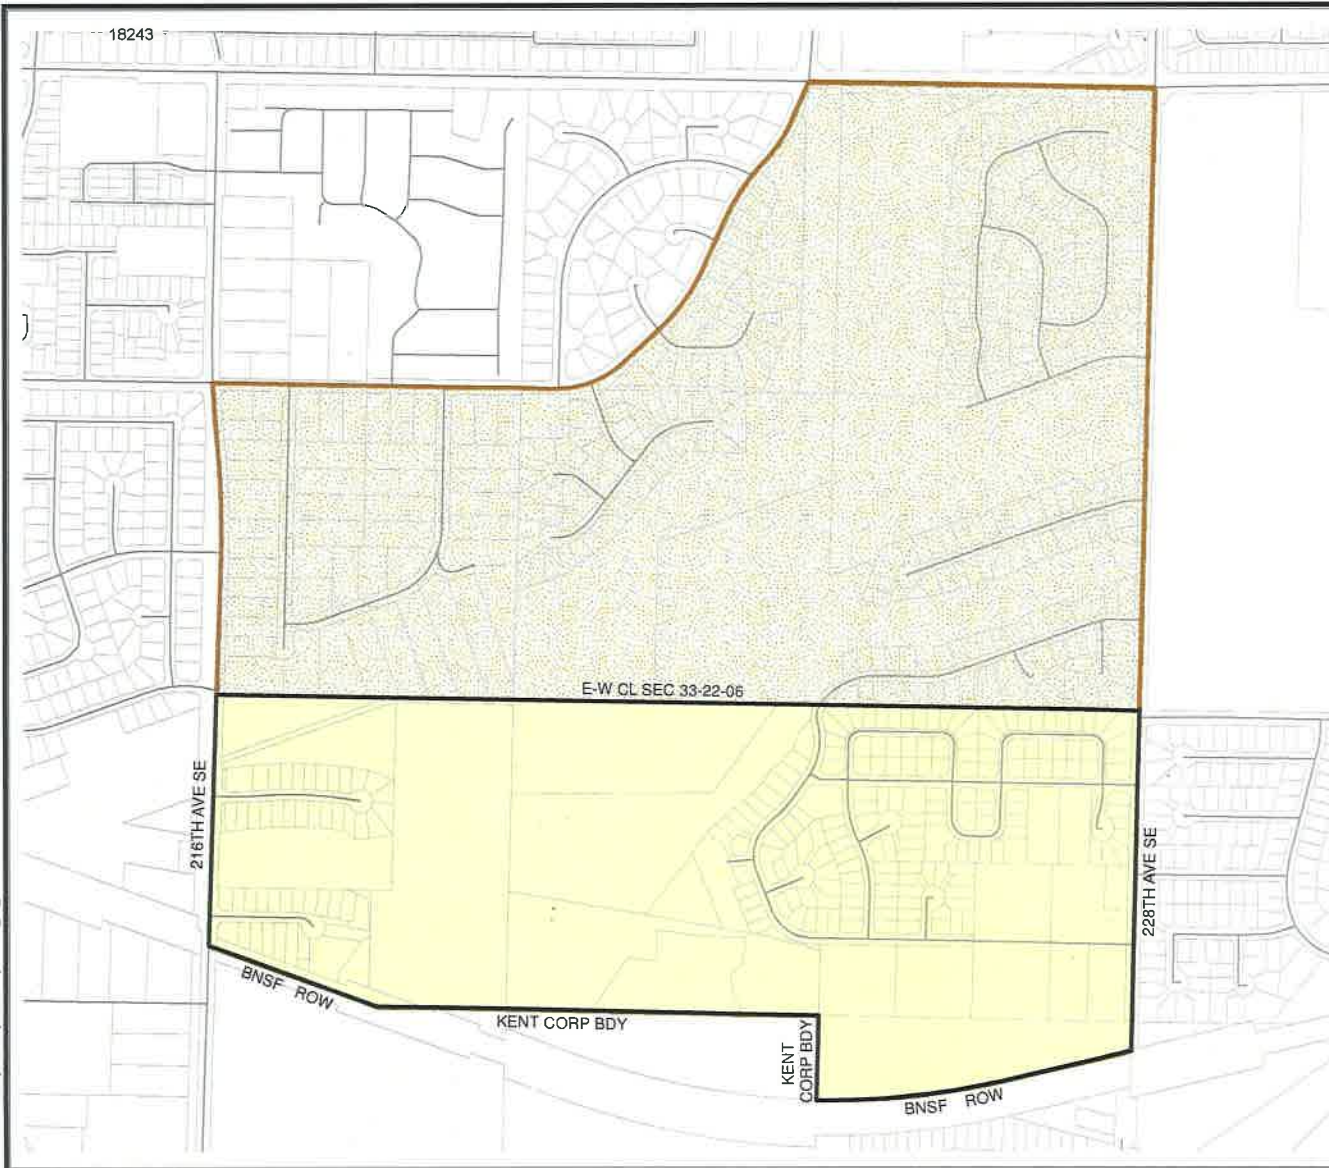 18243
E-W CL SEC 33-22-06
216TH AVE SE
228TH AVE SE
BNSF ROW
KENT CORP BDY
KENT
CORP BDY
BNSF ROW